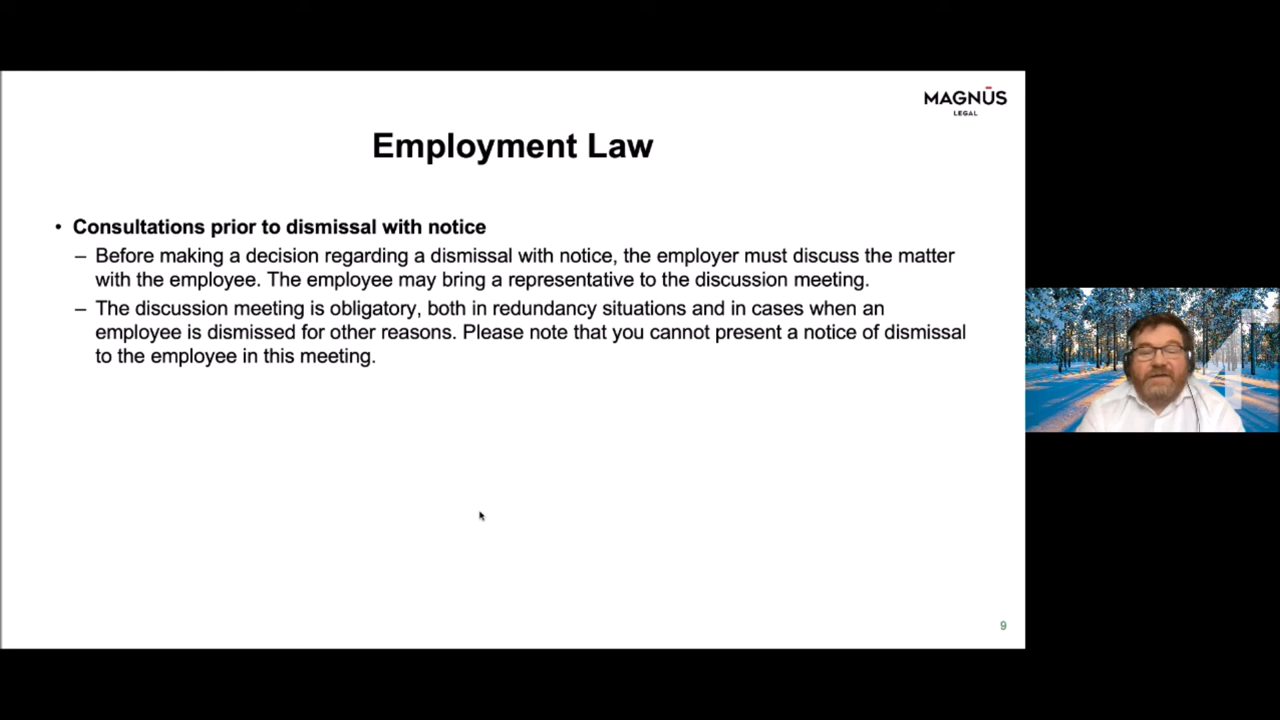 MAGNŪS
LEGAL
Employment Law
• Consultations prior to dismissal with notice
– Before making a decision regarding a dismissal with notice, the employer must discuss the matter
with the employee. The employee may bring a representative to the discussion meeting.
– The discussion meeting is obligatory, both in redundancy situations and in cases when an
employee is dismissed for other reasons. Please note that you cannot present a notice of dismissal
to the employee in this meeting.
9